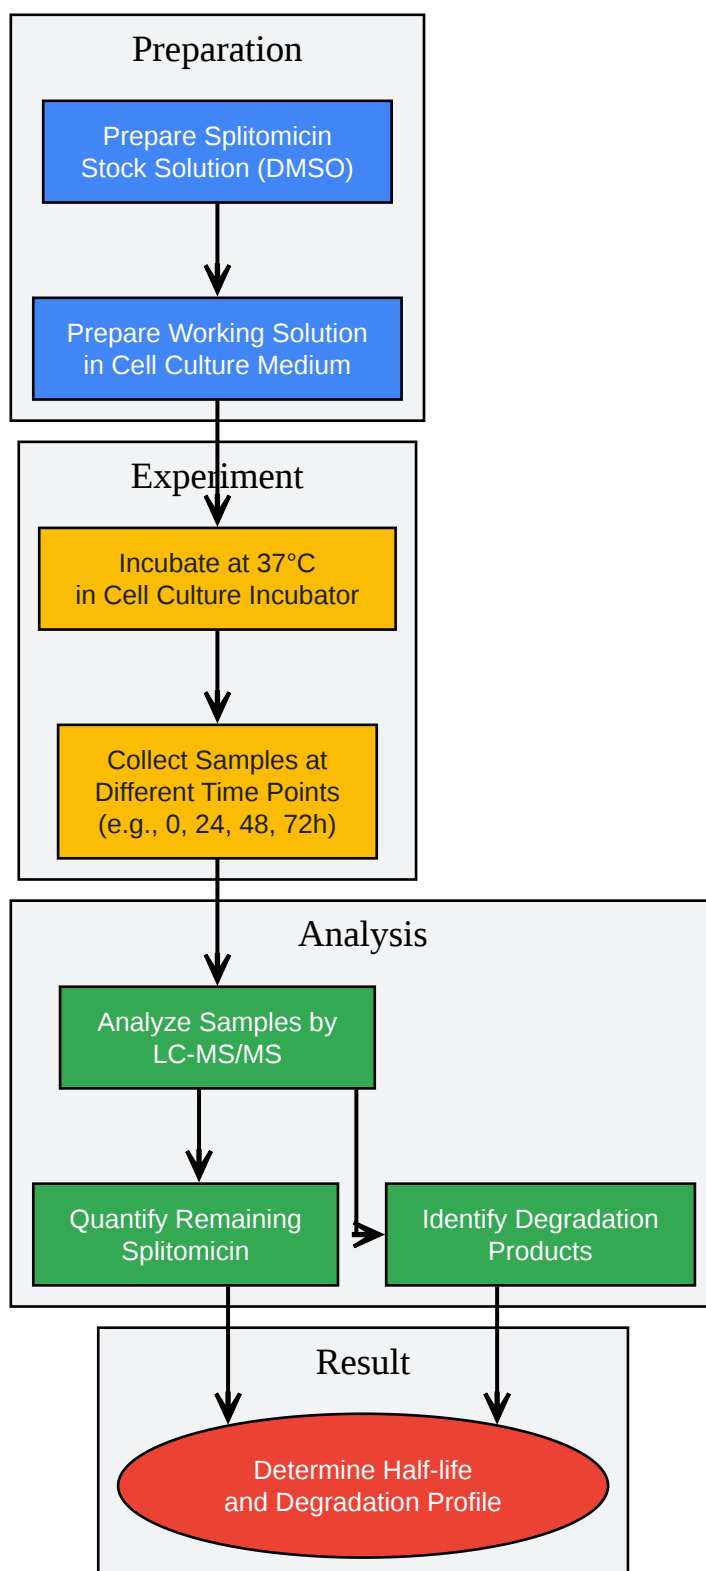 Preparation
Prepare Splitomicin
Stock Solution (DMSO)
Prepare Working Solution
in Cell Culture Medium
Experiment
Incubate at 37°C
in Cell Culture Incubator
Collect Samples at
Different Time Points
(e.g., 0, 24, 48, 72h)
Analysis
Analyze Samples by
LC-MS/MS
Quantify Remaining
Splitomicin
Identify Degradation
Products
Result
Determine Half-life
and Degradation Profile